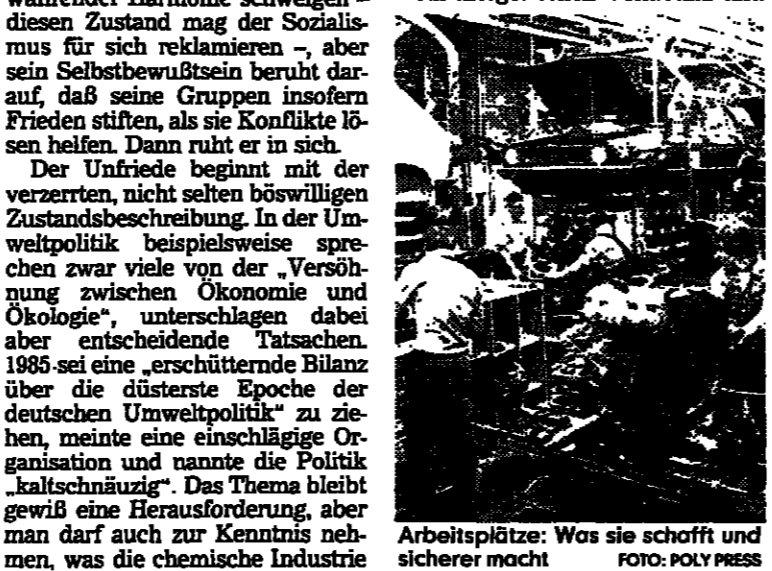 währender Harmonie schweigen –
diesen Zustand mag der Sozialis-
mus für sich reklamieren –, aber
sein Selbstbewußtsein beruht dar-
auf, daß seine Gruppen insofern
Frieden stiften, als sie Konflikte lö-
sen helfen. Dann ruht er in sich.
Der Unfriede beginnt mit der
verzerrten, nicht selten böswilligen
Zustandsbeschreibung. In der Um-
weltpolitik beispielsweise spre-
chen zwar viele von der „Versöh-
nung zwischen Ökonomie und
Ökologie“, unterschlagen dabei
aber entscheidende Tatsachen.
1985 sei eine „erschütternde Bilanz
über die düsterste Epoche der
deutschen Umweltpolitik“ zu zie-
hen, meinte eine einschlägige Or-
ganisation und nannte die Politik
„kaltschnäuzig“. Das Thema bleibt
gewiß eine Herausforderung, aber
man darf auch zur Kenntnis neh-
men, was die chemische Industrie
Arbeitsplätze: Was sie schafft und
sicherer macht FOTO: POLY PRESS